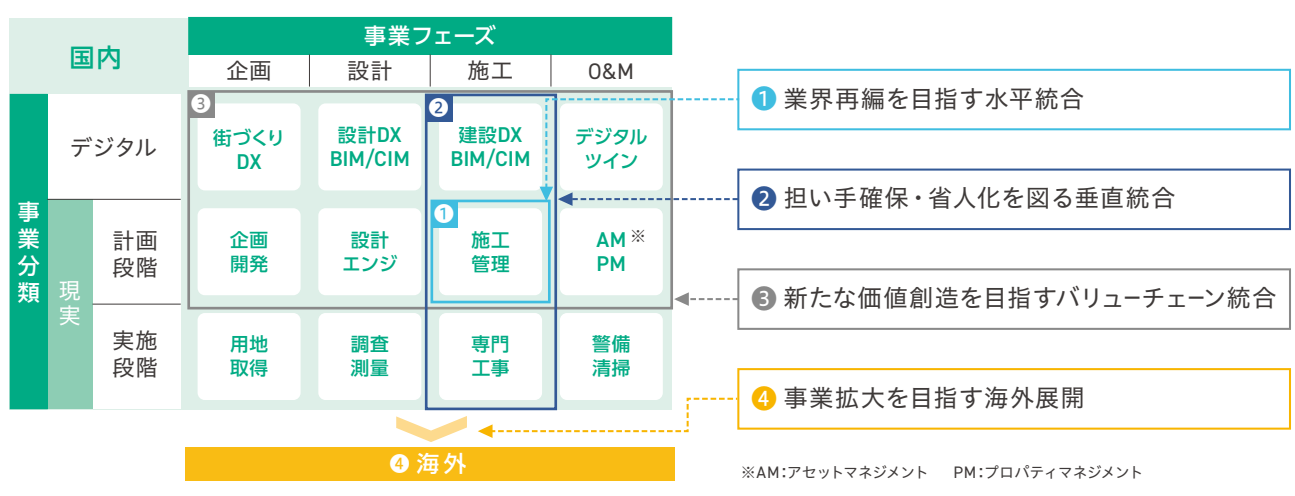 国内
事業フェーズ
企画
設計
施工
O&M
事業分類
デジタル
現実
計画
段階
実施
段階
3
街づくり
DX
設計DX
BIM/CIM
2
建設DX
BIM/CIM
デジタル
ツイン
企画
開発
設計
エンジ
1
施工
管理
AM※
PM
用地
取得
調査
測量
専門
工事
警備
清掃
4 海外
1 業界再編を目指す水平統合
2 担い手確保・省人化を図る垂直統合
3 新たな価値創造を目指すバリューチェーン統合
4 事業拡大を目指す海外展開
※AM:アセットマネジメント PM:プロパティマネジメント